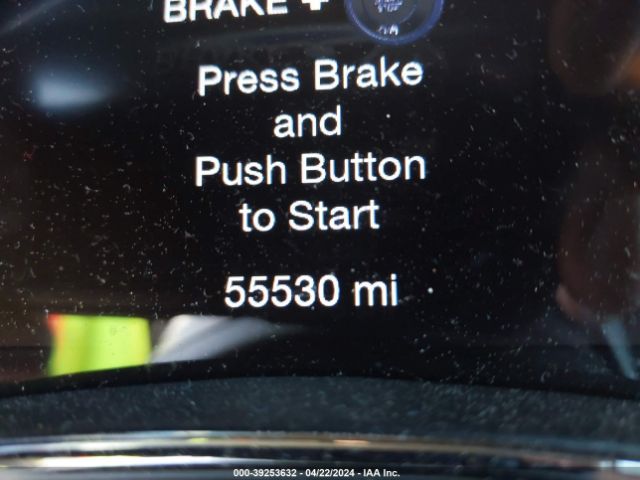 BRAKE +
Press Brake
and
Push Button
to Start
55530 mi
000-39253632 - 04/22/2024 - IAA Inc.